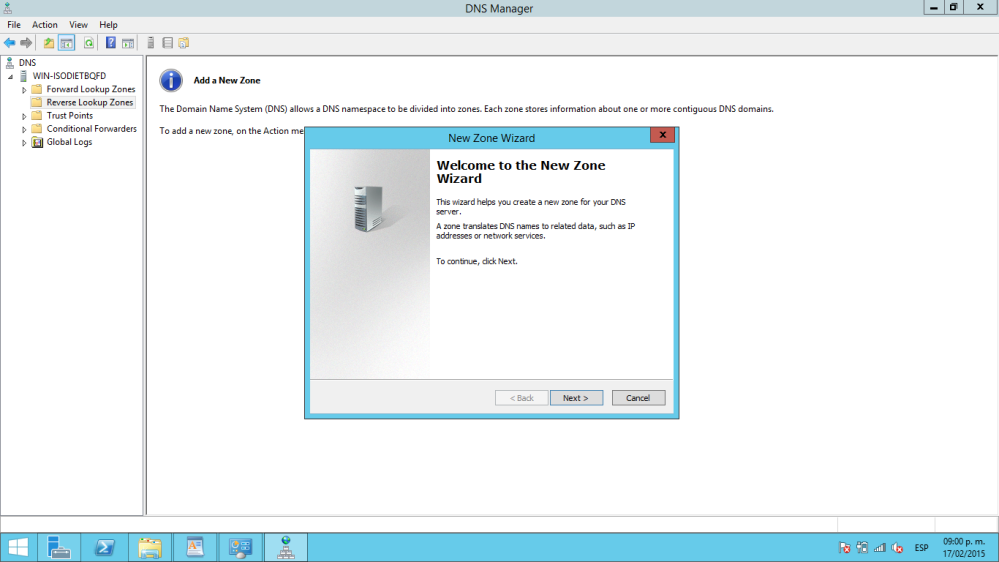 DNS Manager
File Action View Help
DNS
WIN-ISODIETBQFD
Forward Lookup Zones
Reverse Lookup Zones
Trust Points
Conditional Forwarders
Global Logs
Add a New Zone
The Domain Name System (DNS) allows a DNS namespace to be divided into zones. Each zone stores information about one or more contiguous DNS domains.
To add a new zone, on the Action me
New Zone Wizard
Welcome to the New Zone
Wizard
This wizard helps you create a new zone for your DNS
server.
A zone translates DNS names to related data, such as IP
addresses or network services.
To continue, click Next.
< Back Next > Cancel
ESP
09:00 p. m.
17/02/2015